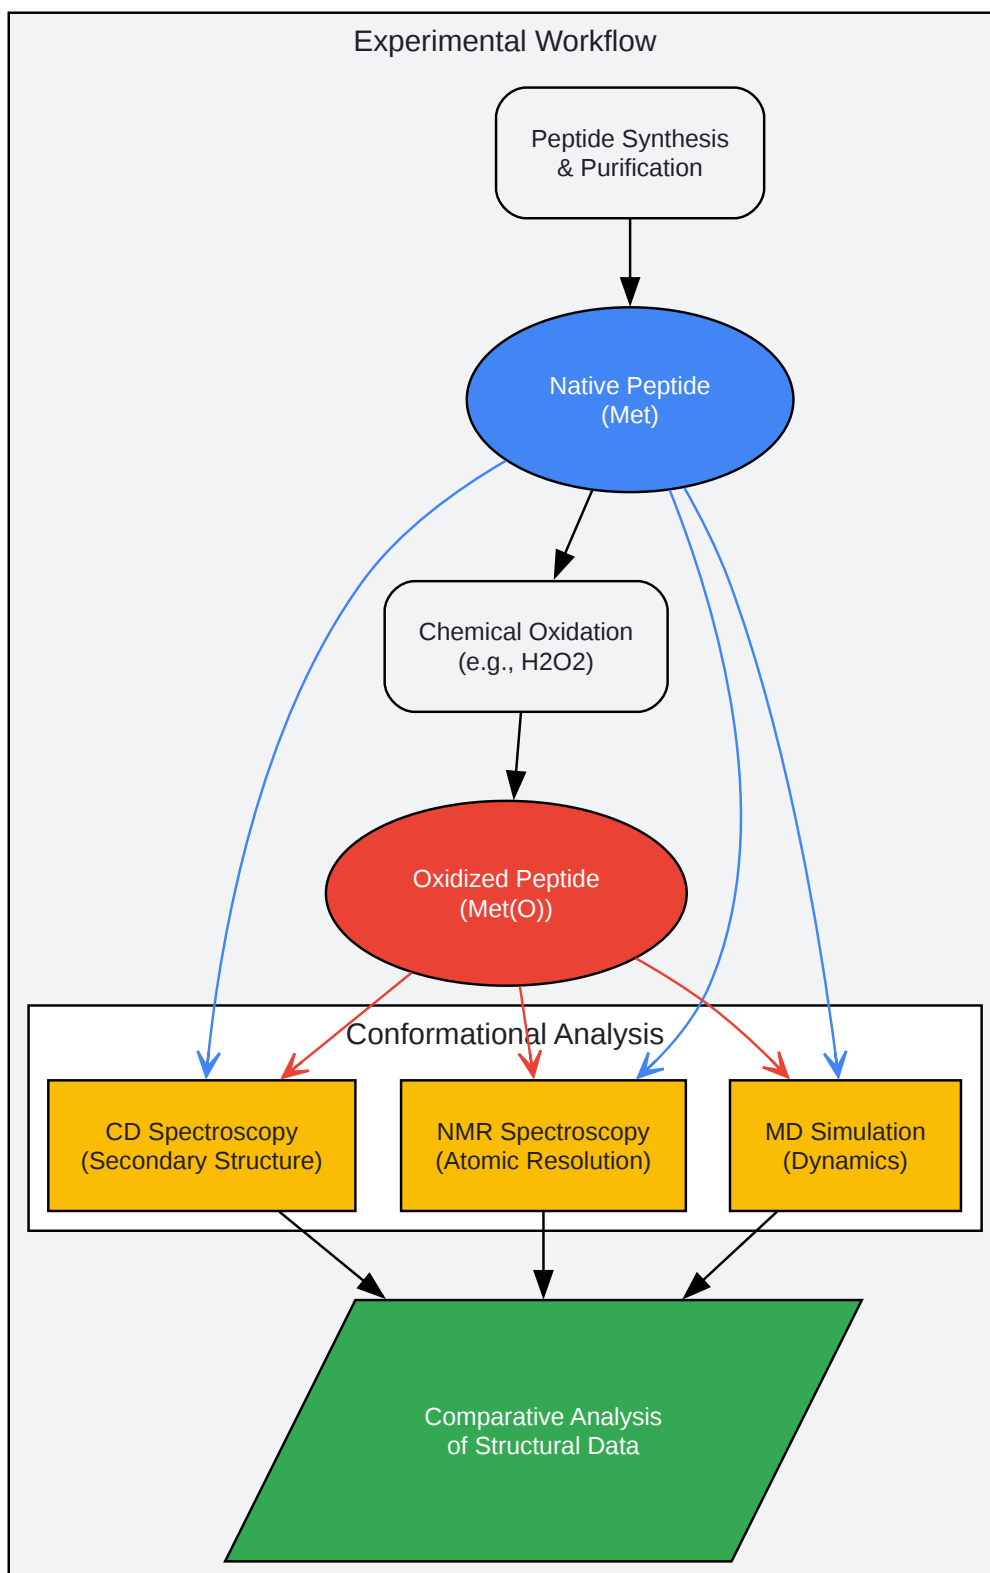 Experimental Workflow
Peptide Synthesis
& Purification
Native Peptide
(Met)
Chemical Oxidation
(e.g., H2O2)
Oxidized Peptide
(Met(O))
Conformational Analysis
CD Spectroscopy
(Secondary Structure)
NMR Spectroscopy
(Atomic Resolution)
MD Simulation
(Dynamics)
Comparative Analysis
of Structural Data